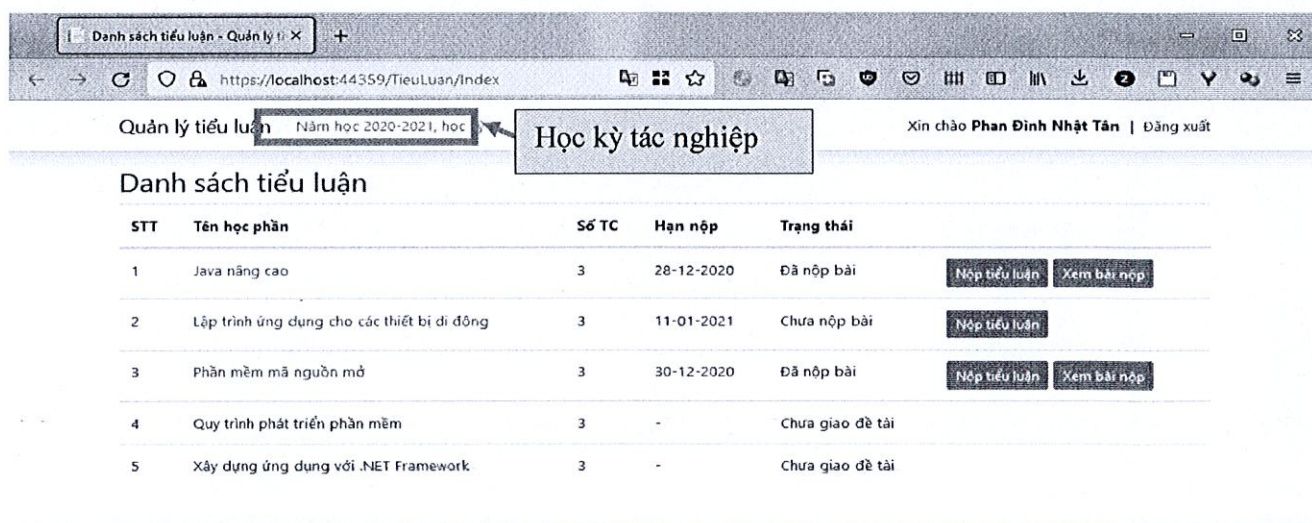 Danh sách tiểu luận - Quản lý ti
https://localhost:44359/TieuLuan/Index
Quản lý tiểu luận Năm học 2020-2021, học
Học kỳ tác nghiệp
Xin chào Phan Đình Nhật Tân | Đăng xuất
Danh sách tiểu luận
STT Tên học phần Số TC Hạn nộp Trạng thái
1 Java nâng cao 3 28-12-2020 Đã nộp bài Nộp tiểu luận Xem bài nộp
2 Lập trình ứng dụng cho các thiết bị di động 3 11-01-2021 Chưa nộp bài Nộp tiểu luận
3 Phần mềm mã nguồn mở 3 30-12-2020 Đã nộp bài Nộp tiểu luận Xem bài nộp
4 Quy trình phát triển phần mềm 3 - Chưa giao đề tài
5 Xây dựng ứng dụng với .NET Framework 3 - Chưa giao đề tài